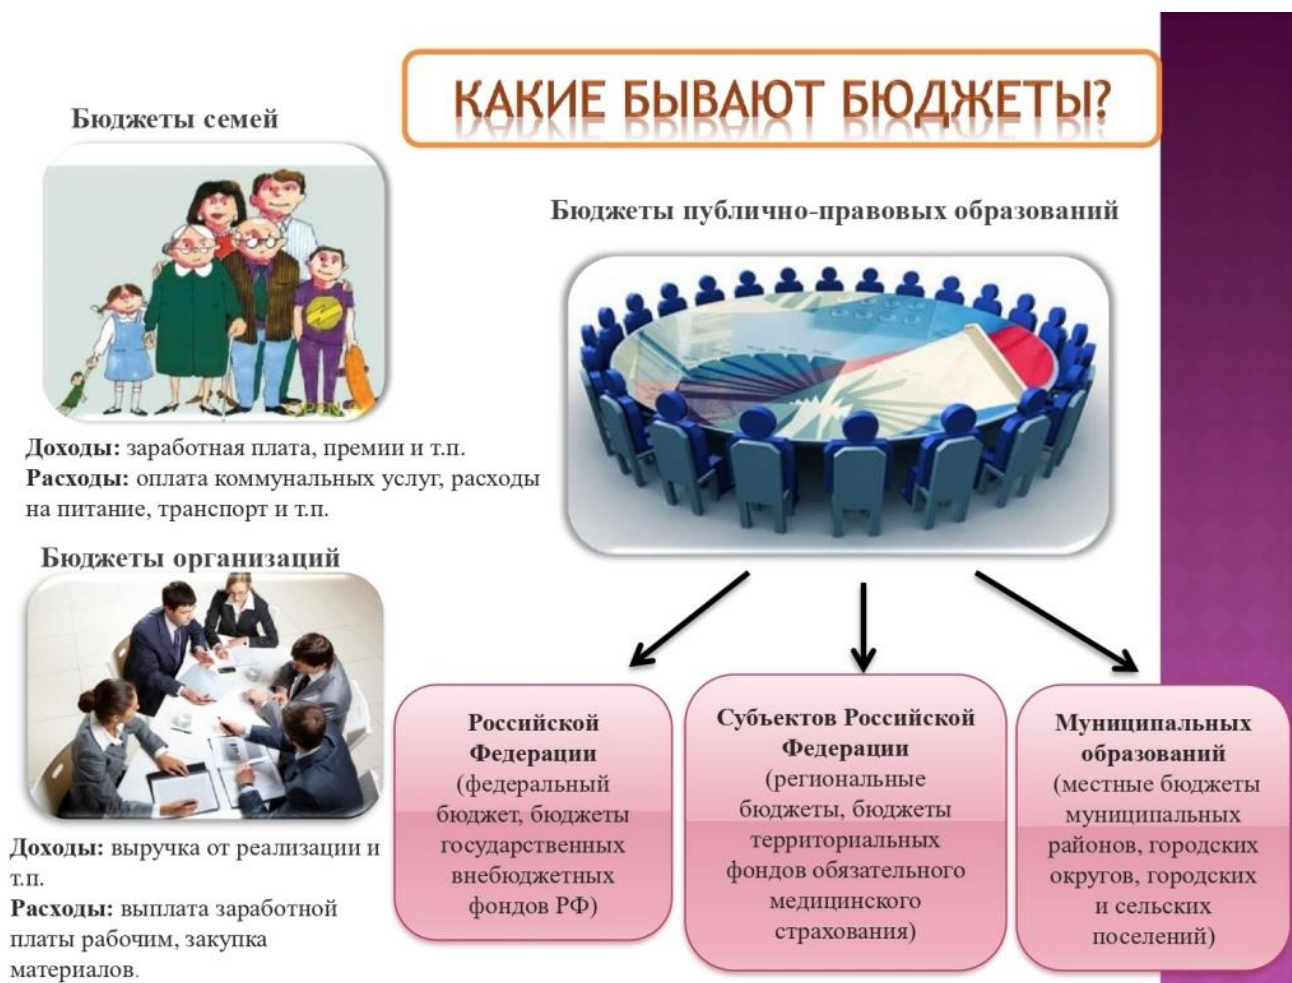 КАКИЕ БЫВАЮТ БЮДЖЕТЫ?
Бюджеты семей
Доходы: заработная плата, премии и т.п.
Расходы: оплата коммунальных услуг, расходы
на питание, транспорт и т.п.
Бюджеты организаций
Доходы: выручка от реализации и
т.п.
Расходы: выплата заработной
платы рабочим, закупка
материалов.
Бюджеты публично-правовых образований
Российской
Федерации
(федеральный
бюджет, бюджеты
государственных
внебюджетных
фондов РФ)
Субъектов Российской
Федерации
(региональные
бюджеты, бюджеты
территориальных
фондов обязательного
медицинского
страхования)
Муниципальных
образований
(местные бюджеты
муниципальных
районов, городских
округов, городских
и сельских
поселений)